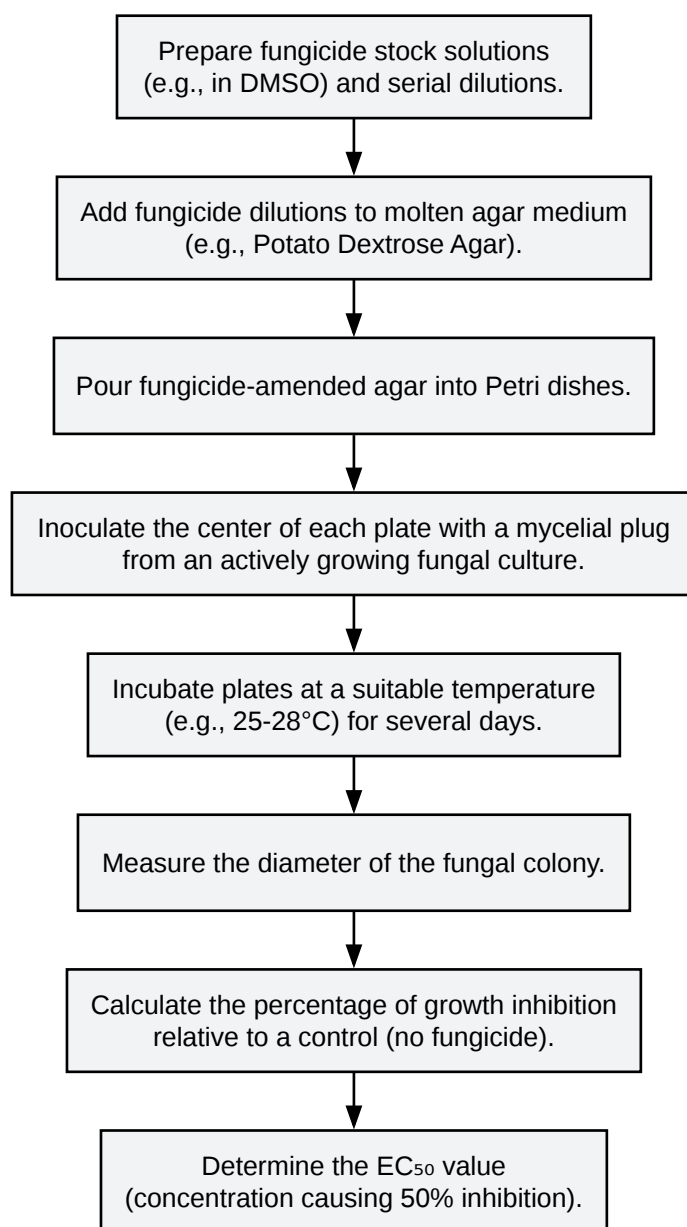 Prepare fungicide stock solutions
(e.g., in DMSO) and serial dilutions.
Add fungicide dilutions to molten agar medium
(e.g., Potato Dextrose Agar).
Pour fungicide-amended agar into Petri dishes.
Inoculate the center of each plate with a mycelial plug
from an actively growing fungal culture.
Incubate plates at a suitable temperature
(e.g., 25-28°C) for several days.
Measure the diameter of the fungal colony.
Calculate the percentage of growth inhibition
relative to a control (no fungicide).
Determine the EC₅₀ value
(concentration causing 50% inhibition).